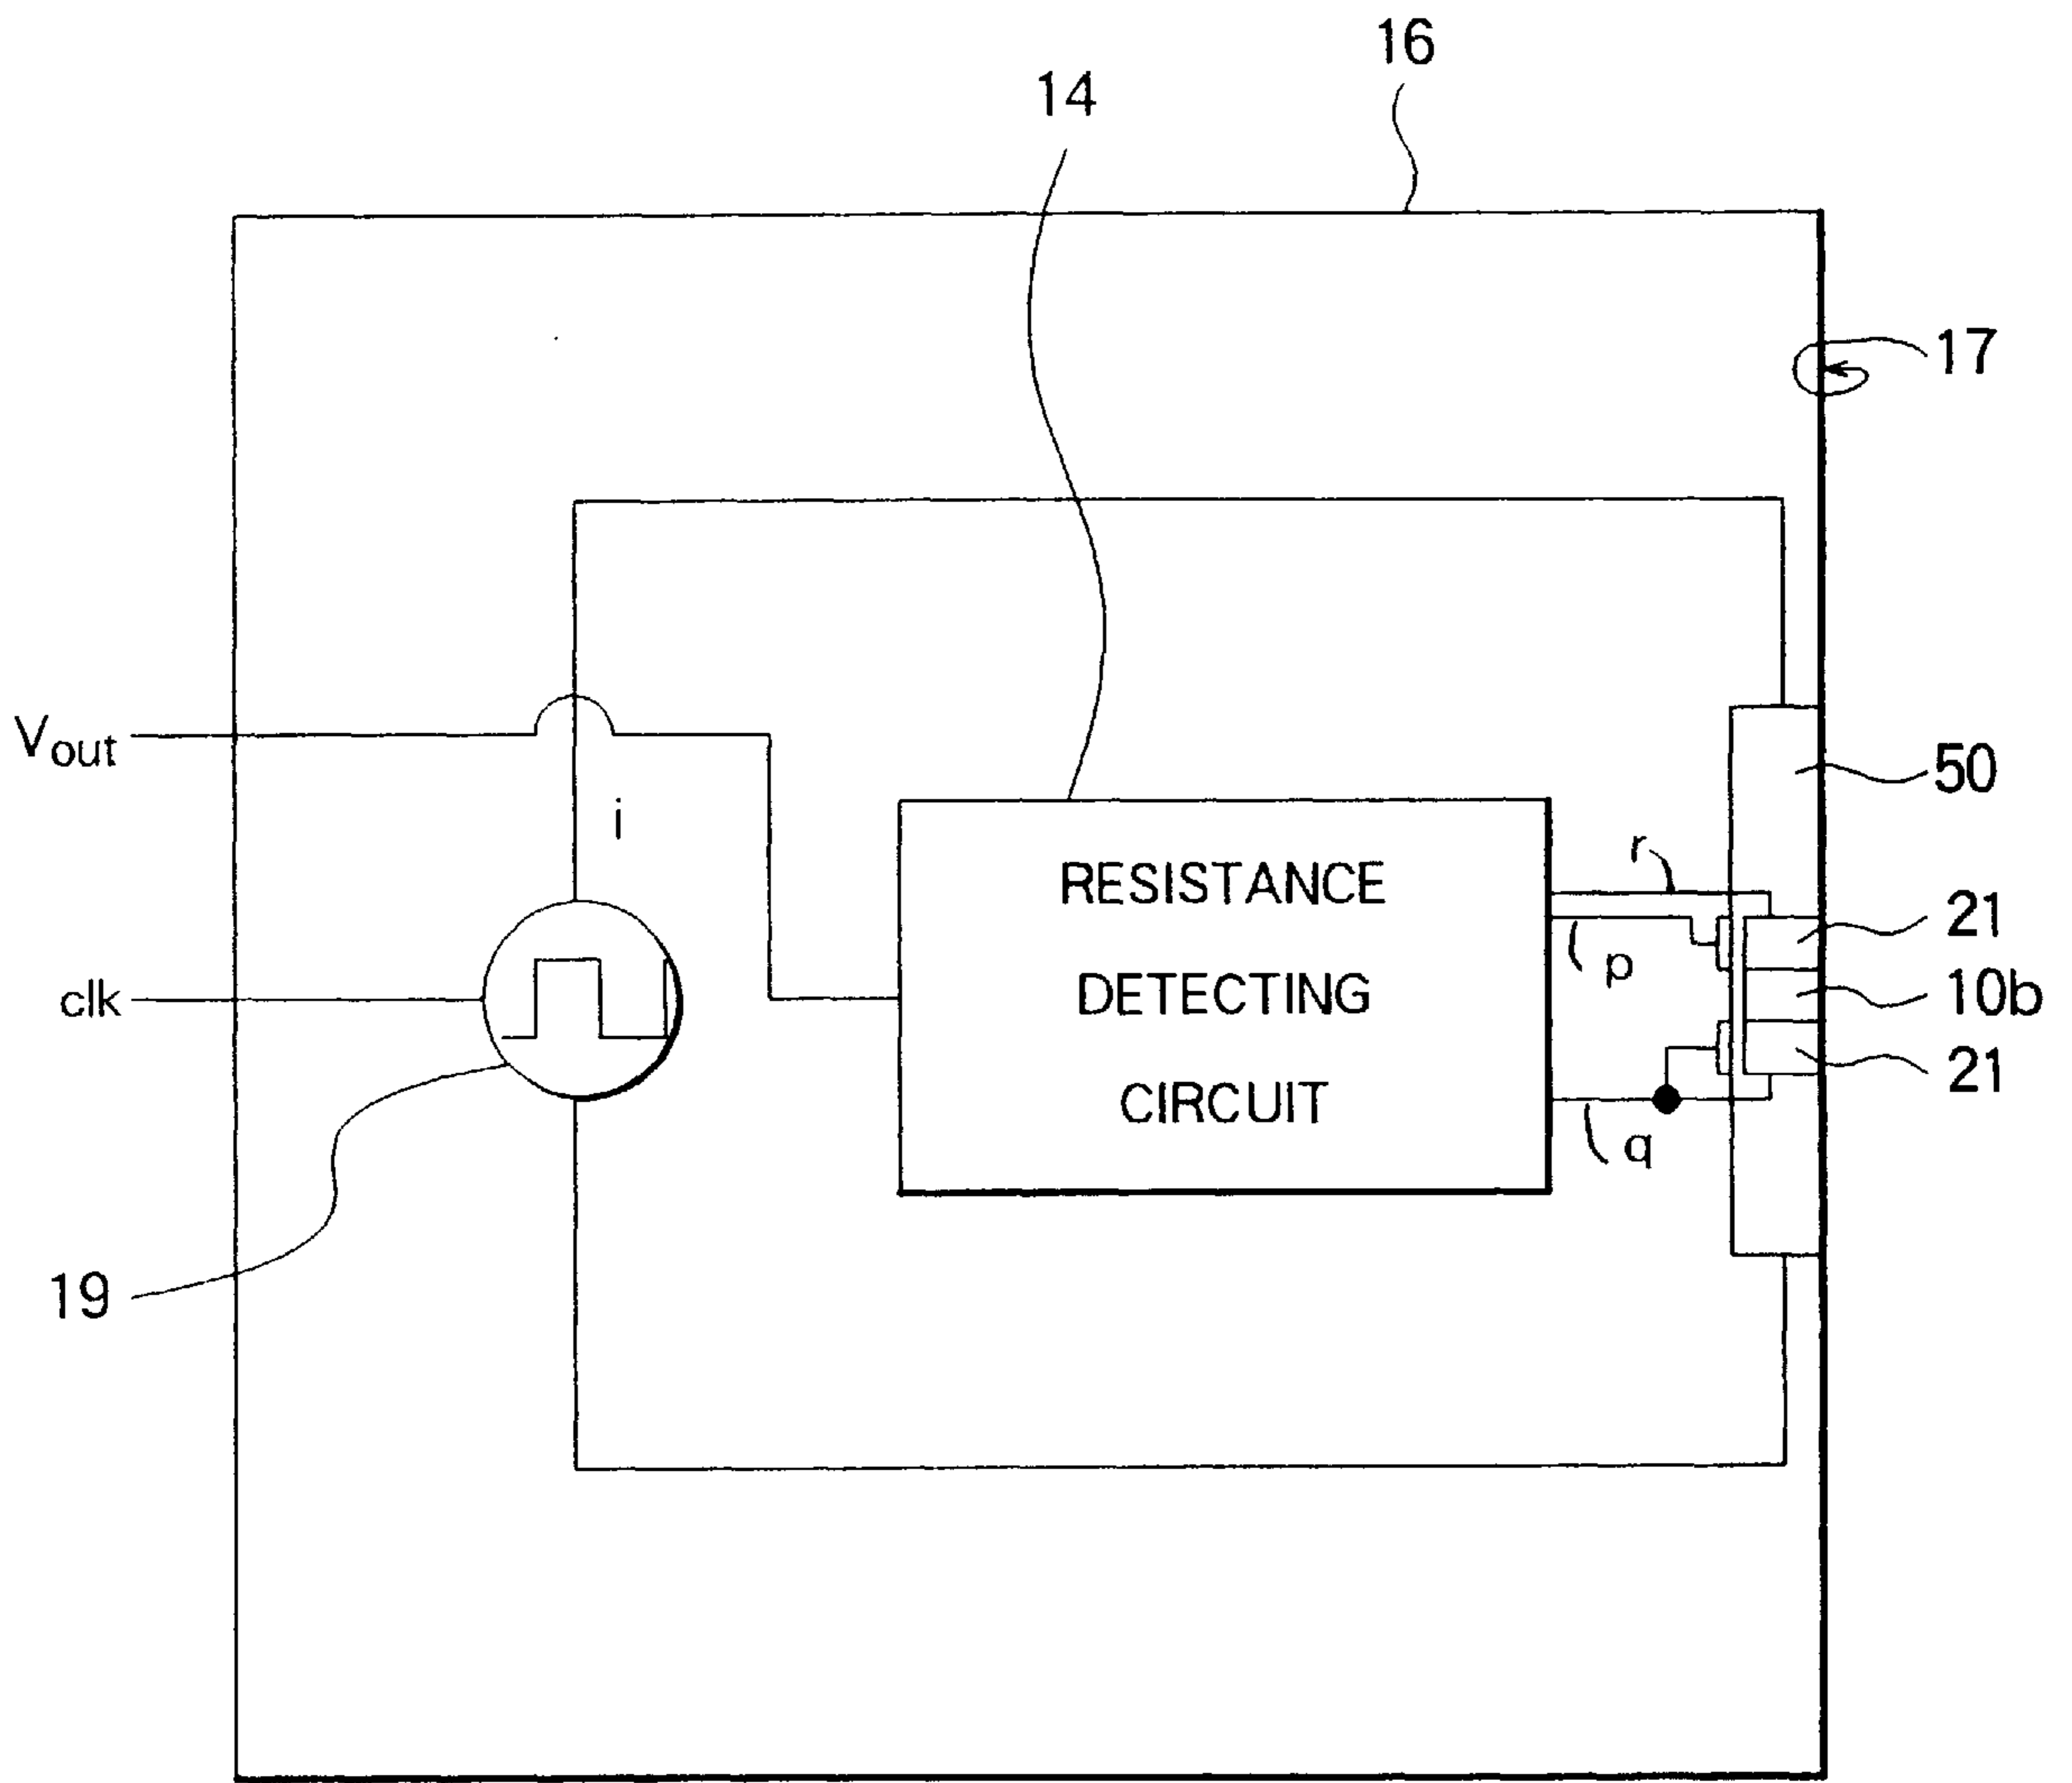 16
14
17
Vout
50
i
r
RESISTANCE
21
p
10b
clk
DETECTING
21
CIRCUIT
q
19